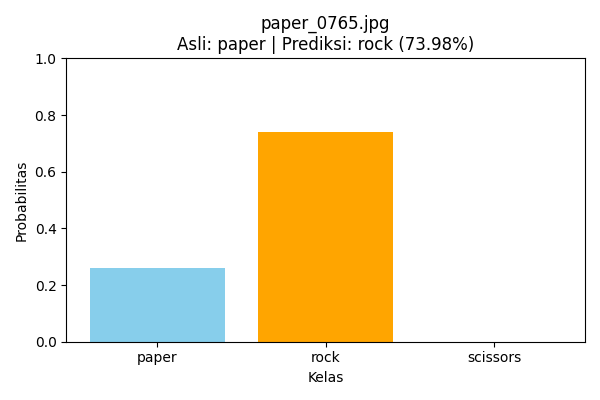 paper_0765.jpg
Asli: paper | Prediksi: rock (73.98%)
1.0
0.8
0.6
0.4
0.2
0.0
Probabilitas
paper rock scissors
Kelas